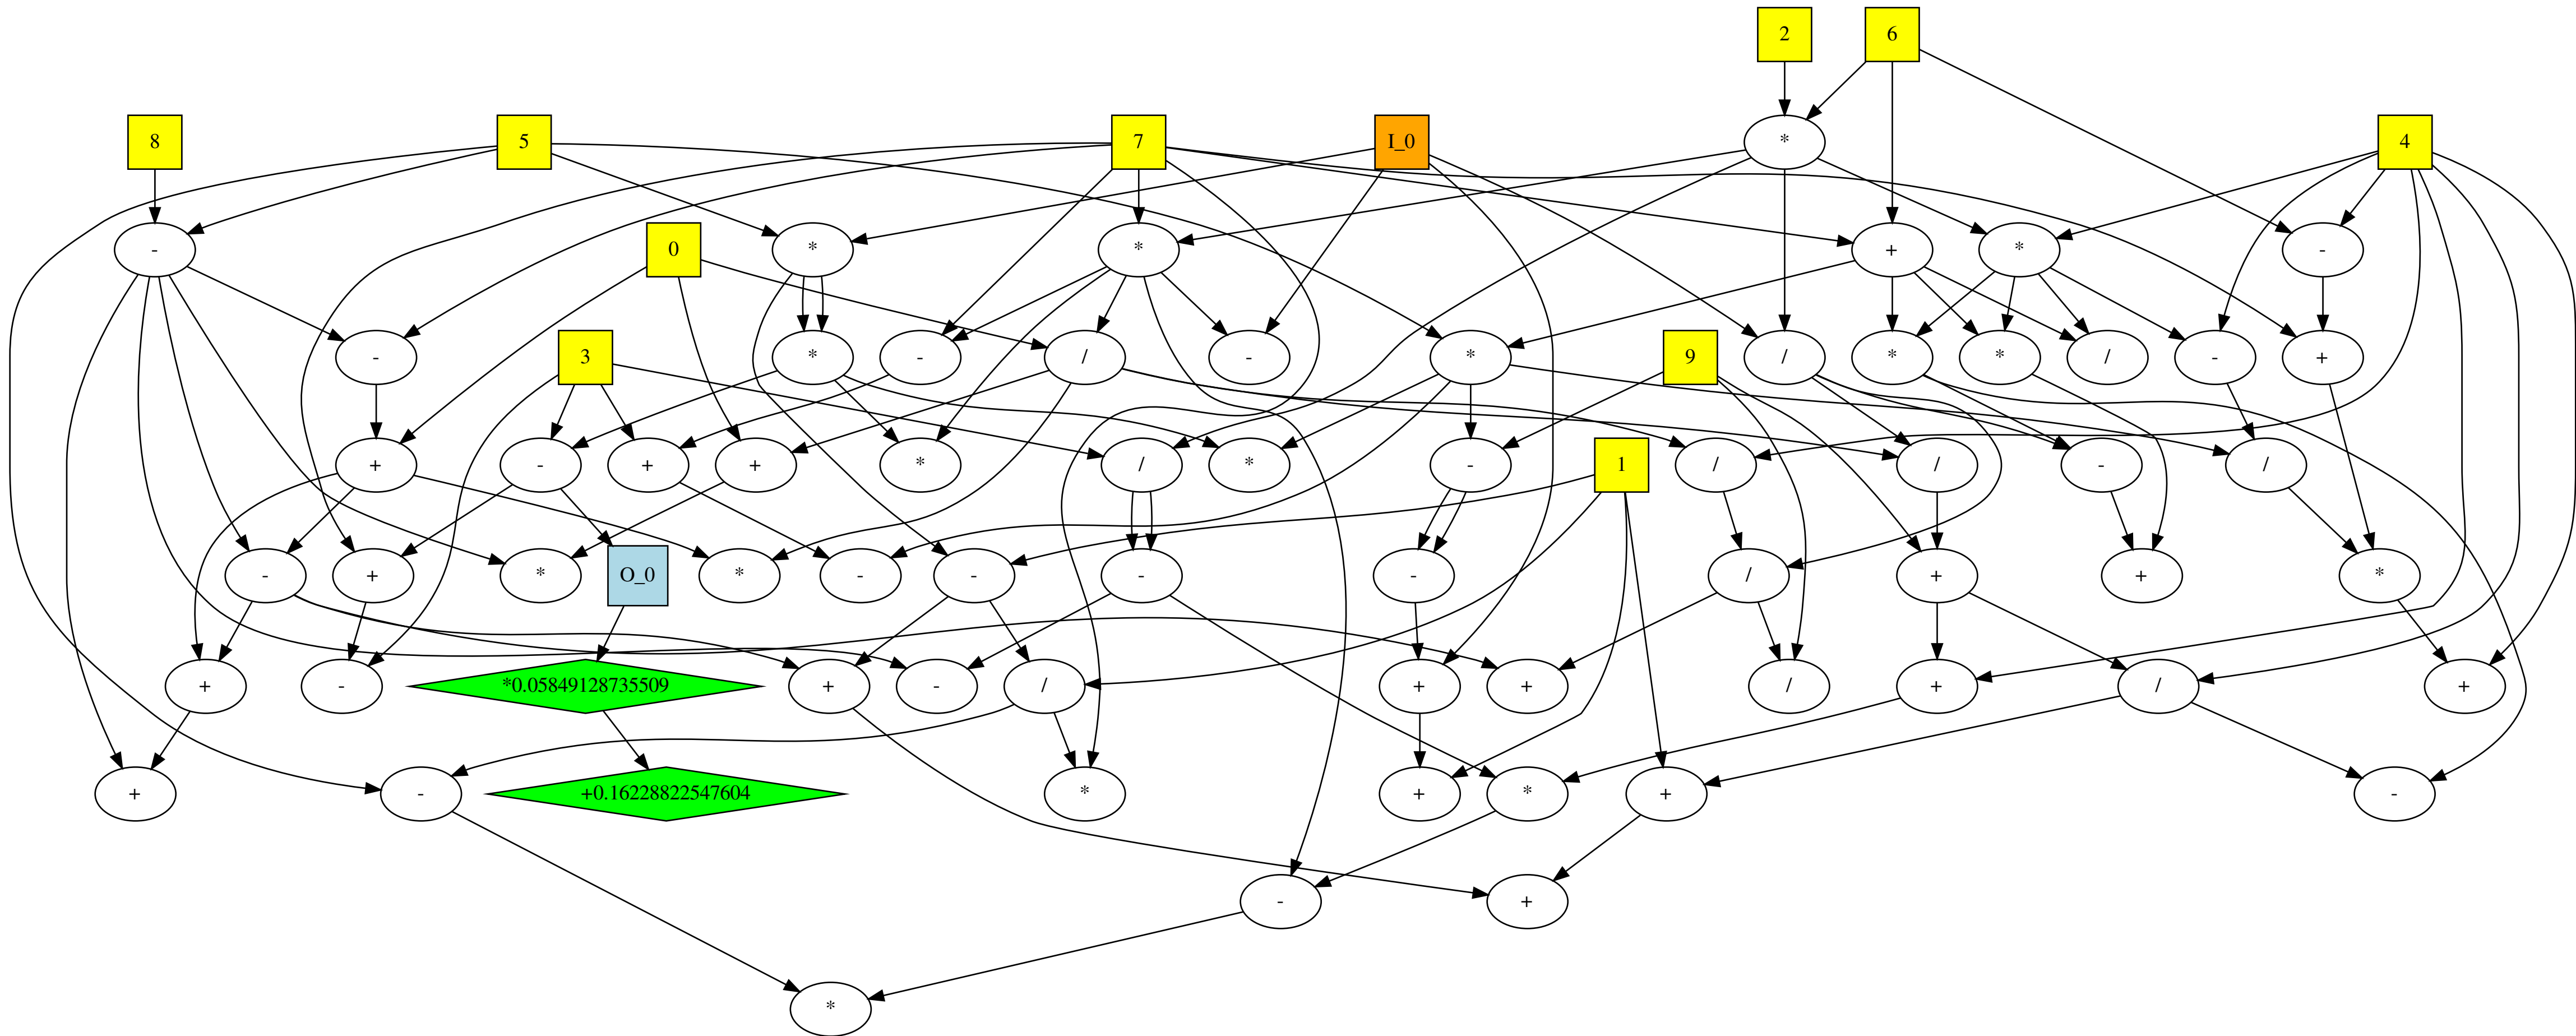 2 6
8 5 7 I_0 * 4
- 0 * * + * -
- 3 * - / - * 9 / * * / - +
+ - + + * / * - 1 / / - /
- + * O_0 * - - - - / + + *
+ - *0.05849128735509 + - / + + / + / +
+ - +0.16228822547604 * + * + -
- +
*